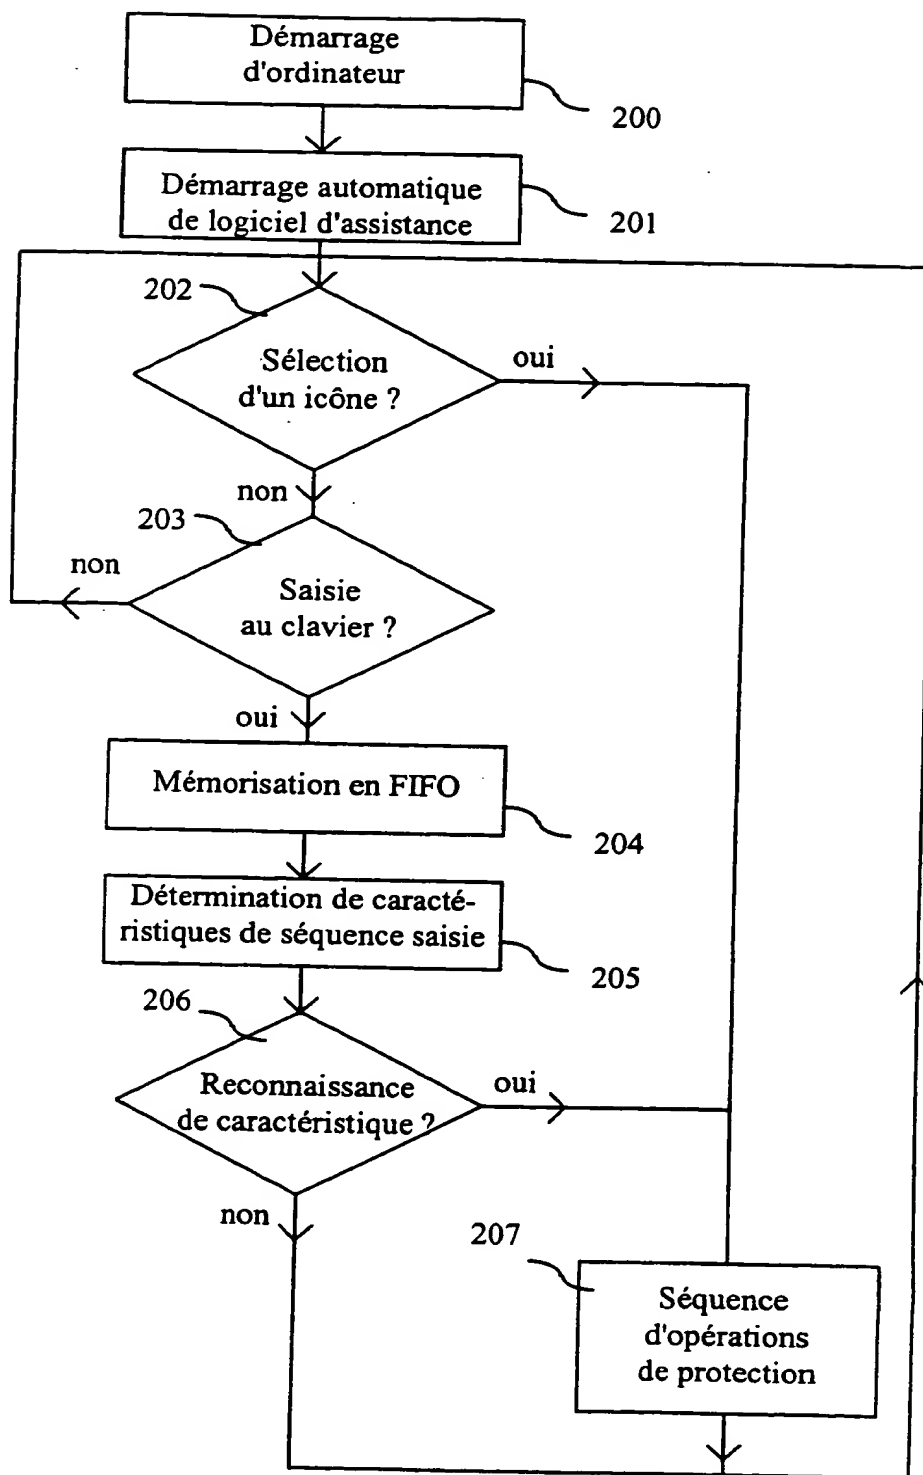 Démarrage
d'ordinateur
200
Démarrage automatique
de logiciel d'assistance
201
202
Sélection
d'un icône ?
oui
non
203
non
Saisie
au clavier ?
oui
Mémorisation en FIFO
204
Détermination de caracté-
ristiques de séquence saisie
205
206
Reconnaissance
de caractéristique ?
oui
non
207
Séquence
d'opérations
de protection